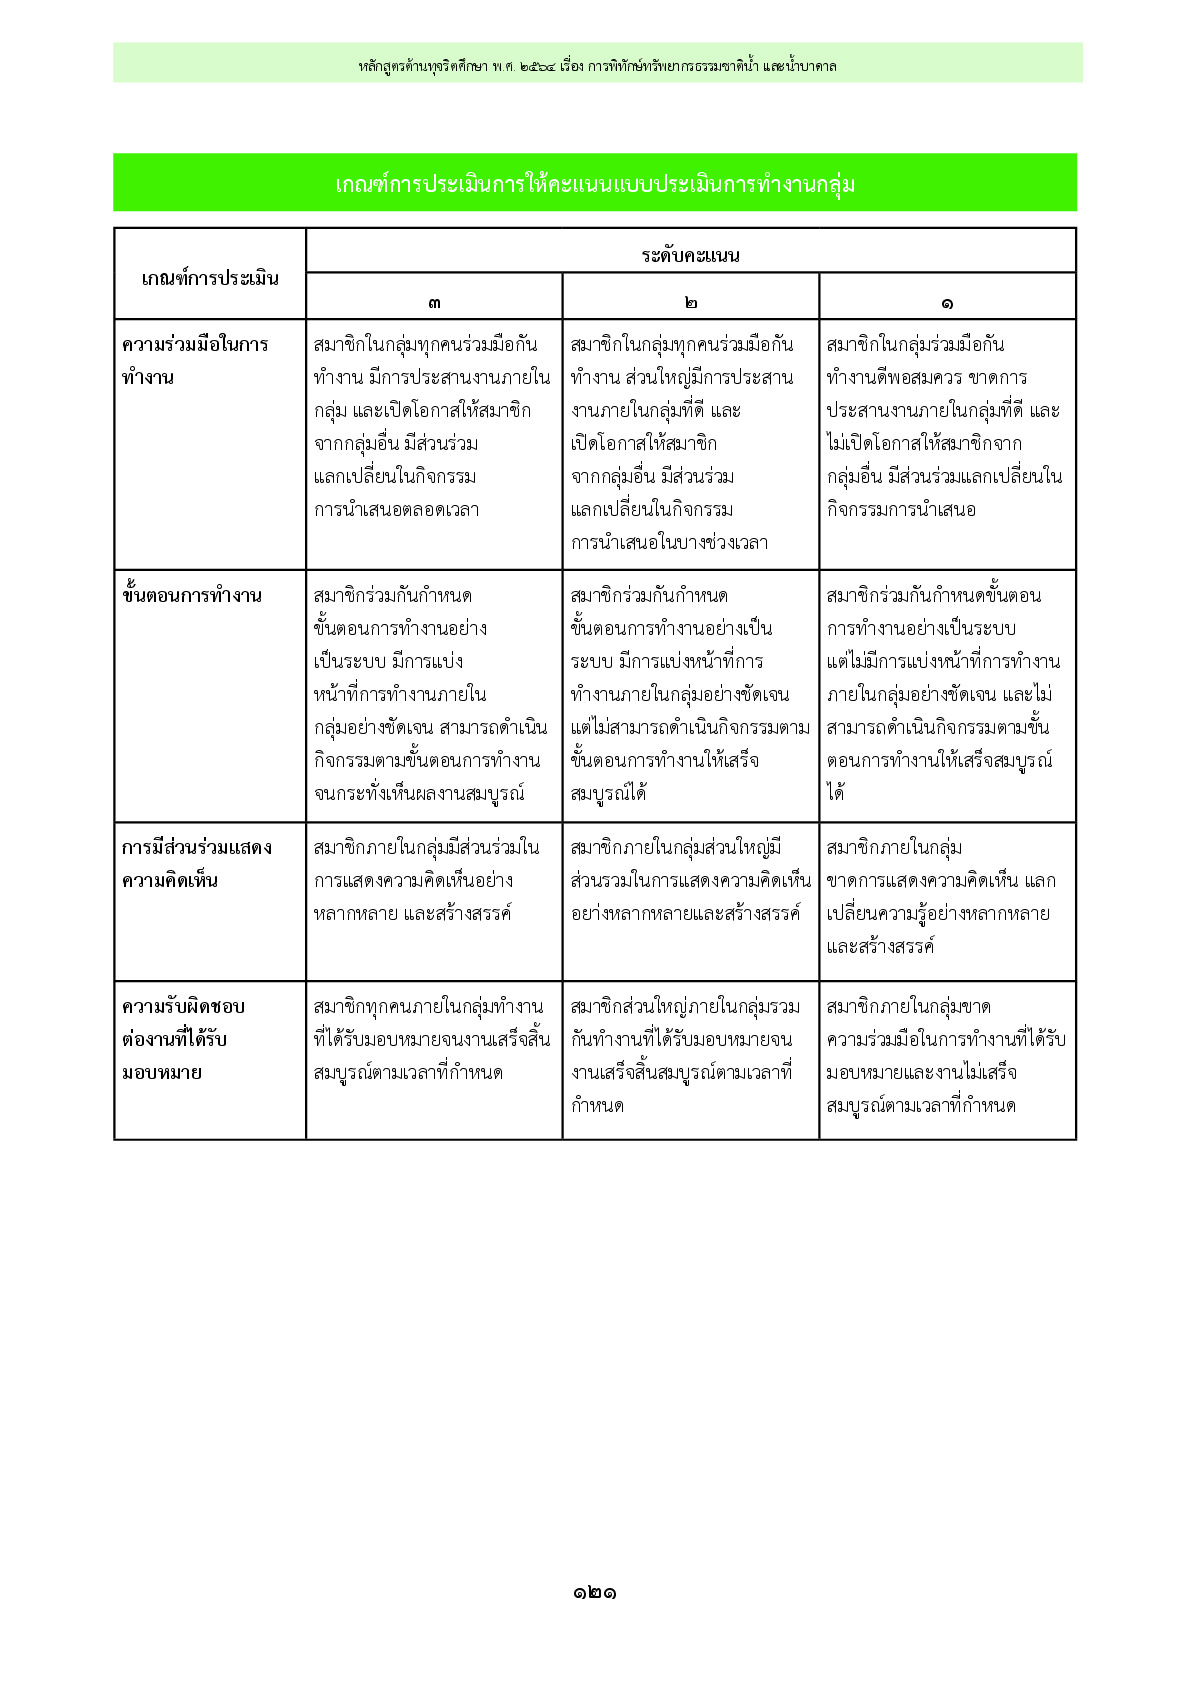 หลักสูตรต้านทุจริตศึกษา พ.ศ. ๒๕๖๔ เรื่อง การพิทักษ์ทรัพยากรธรรมชาติน้ำ และน้ำบาดาล
เกณฑ์การประเมินการให้คะแนนแบบประเมินการทำงานกลุ่ม
เกณฑ์การประเมิน
ระดับคะแนน
๓
๒
๑
ความร่วมมือในการ
ทำงาน
สมาชิกในกลุ่มทุกคนร่วมมือกัน
ทำงาน มีการประสานงานภายใน
กลุ่ม และเปิดโอกาสให้สมาชิก
จากกลุ่มอื่น มีส่วนร่วม
แลกเปลี่ยนในกิจกรรม
การนำเสนอตลอดเวลา
สมาชิกในกลุ่มทุกคนร่วมมือกัน
ทำงาน ส่วนใหญ่มีการประสาน
งานภายในกลุ่มที่ดี และ
เปิดโอกาสให้สมาชิก
จากกลุ่มอื่น มีส่วนร่วม
แลกเปลี่ยนในกิจกรรม
การนำเสนอในบางช่วงเวลา
สมาชิกในกลุ่มร่วมมือกัน
ทำงานดีพอสมควร ขาดการ
ประสานงานภายในกลุ่มที่ดี และ
ไม่เปิดโอกาสให้สมาชิกจาก
กลุ่มอื่น มีส่วนร่วมแลกเปลี่ยนใน
กิจกรรมการนำเสนอ
ขั้นตอนการทำงาน
สมาชิกร่วมกันกำหนด
ขั้นตอนการทำงานอย่าง
เป็นระบบ มีการแบ่ง
หน้าที่การทำงานภายใน
กลุ่มอย่างชัดเจน สามารถดำเนิน
กิจกรรมตามขั้นตอนการทำงาน
จนกระทั่งเห็นผลงานสมบูรณ์
สมาชิกร่วมกันกำหนด
ขั้นตอนการทำงานอย่างเป็น
ระบบ มีการแบ่งหน้าที่การ
ทำงานภายในกลุ่มอย่างชัดเจน
แต่ไม่สามารถดำเนินกิจกรรมตาม
ขั้นตอนการทำงานให้เสร็จ
สมบูรณ์ได้
สมาชิกร่วมกันกำหนดขั้นตอน
การทำงานอย่างเป็นระบบ
แต่ไม่มีการแบ่งหน้าที่การทำงาน
ภายในกลุ่มอย่างชัดเจน และไม่
สามารถดำเนินกิจกรรมตามขั้น
ตอนการทำงานให้เสร็จสมบูรณ์
ได้
การมีส่วนร่วมแสดง
ความคิดเห็น
สมาชิกภายในกลุ่มมีส่วนร่วมใน
การแสดงความคิดเห็นอย่าง
หลากหลาย และสร้างสรรค์
สมาชิกภายในกลุ่มส่วนใหญ่มี
ส่วนรวมในการแสดงความคิดเห็น
อยา่งหลากหลายและสร้างสรรค์
สมาชิกภายในกลุ่ม
ขาดการแสดงความคิดเห็น แลก
เปลี่ยนความรู้อย่างหลากหลาย
และสร้างสรรค์
ความรับผิดชอบ
ต่องานที่ได้รับ
มอบหมาย
สมาชิกทุกคนภายในกลุ่มทำงาน
ที่ได้รับมอบหมายจนงานเสร็จสิ้น
สมบูรณ์ตามเวลาที่กำหนด
สมาชิกส่วนใหญ่ภายในกลุ่มรวม
กันทำงานที่ได้รับมอบหมายจน
งานเสร็จสิ้นสมบูรณ์ตามเวลาที่
กำหนด
สมาชิกภายในกลุ่มขาด
ความร่วมมือในการทำงานที่ได้รับ
มอบหมายและงานไม่เสร็จ
สมบูรณ์ตามเวลาที่กำหนด
๑๒๑